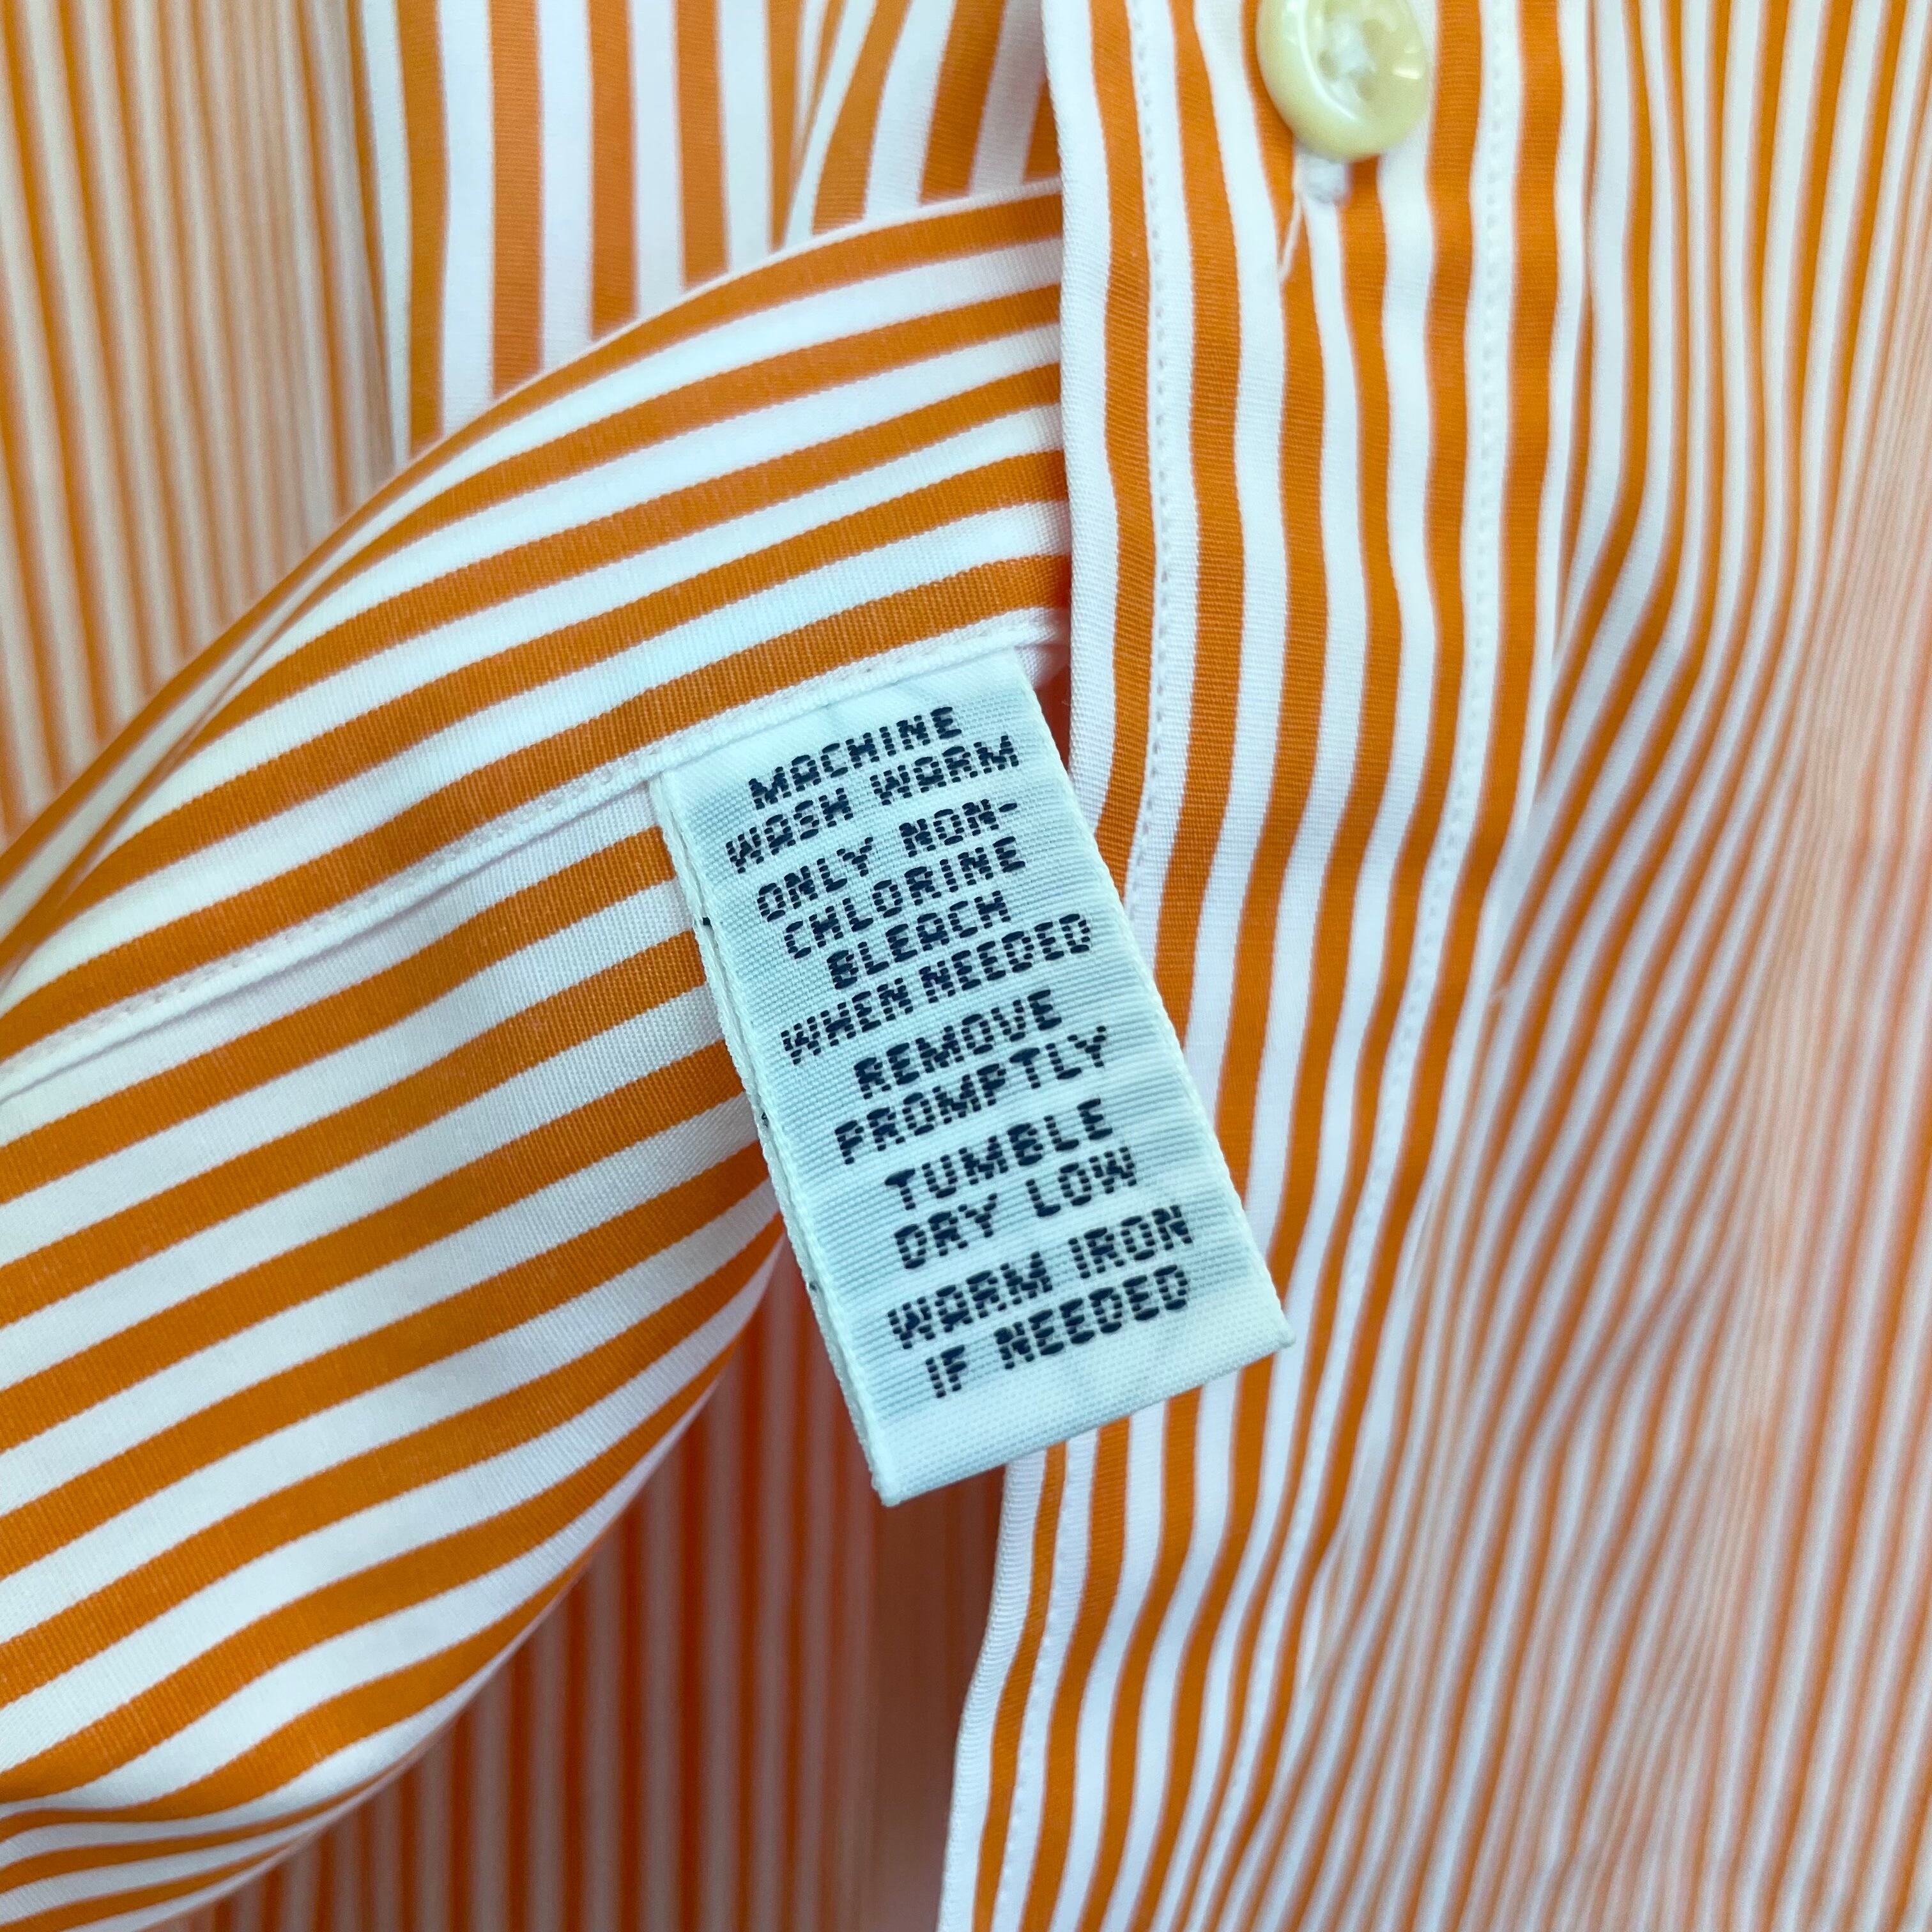 MACHINE
WASH WARM
ONLY NON-
CHLORINE
BLEACH
WHEN NEEDED
REMOVE
PROMPTLY
TUMBLE
DRY LOW
WARM IRON
IF NEEDED